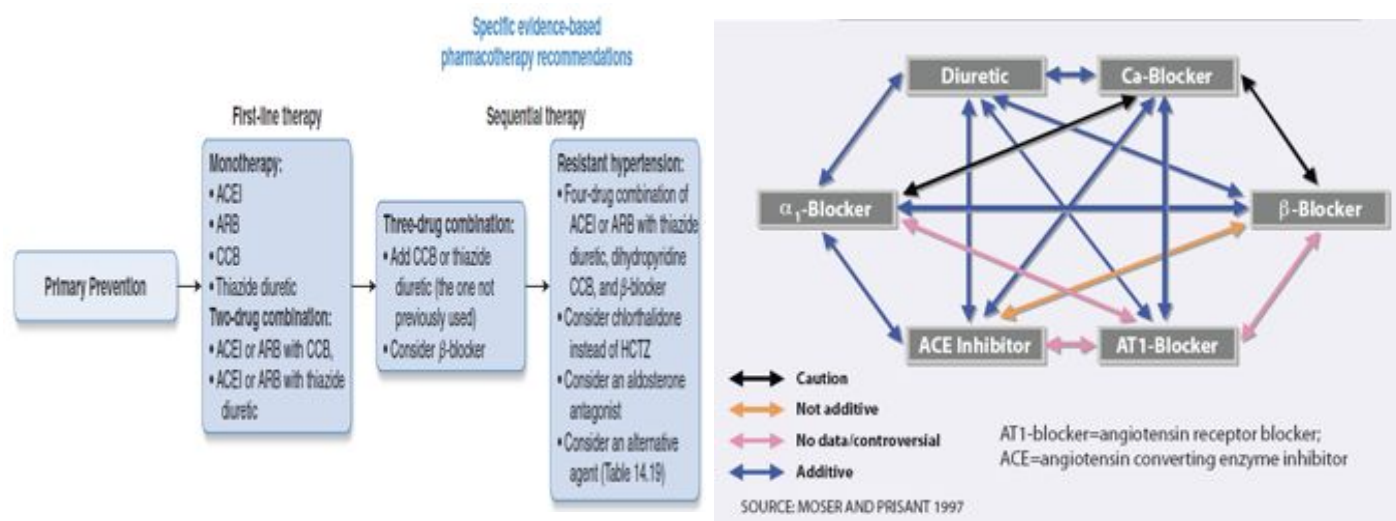 Specific evidence-based
pharmacotherapy recommendations
First-line therapy
Sequential therapy
Primary Prevention
Monotherapy:
• ACEI
• ARB
• CCB
• Thiazide diuretic
Two-drug combination:
• ACEI or ARB with CCB,
• ACEI or ARB with thiazide
diuretic
Three-drug combination:
• Add CCB or thiazide
diuretic (the one not
previously used)
• Consider β-blocker
Resistant hypertension:
• Four-drug combination of
ACEI or ARB with thiazide
diuretic, dihydropyridine
CCB, and β-blocker
• Consider chlorthalidone
instead of HCTZ
• Consider an aldosterone
antagonist
• Consider an alternative
agent (Table 14.19)
Diuretic
Ca-Blocker
α₁-Blocker
β-Blocker
ACE Inhibitor
AT1-Blocker
Caution
Not additive
No data/controversial
Additive
AT1-blocker=angiotensin receptor blocker;
ACE=angiotensin converting enzyme inhibitor
SOURCE: MOSER AND PRISANT 1997